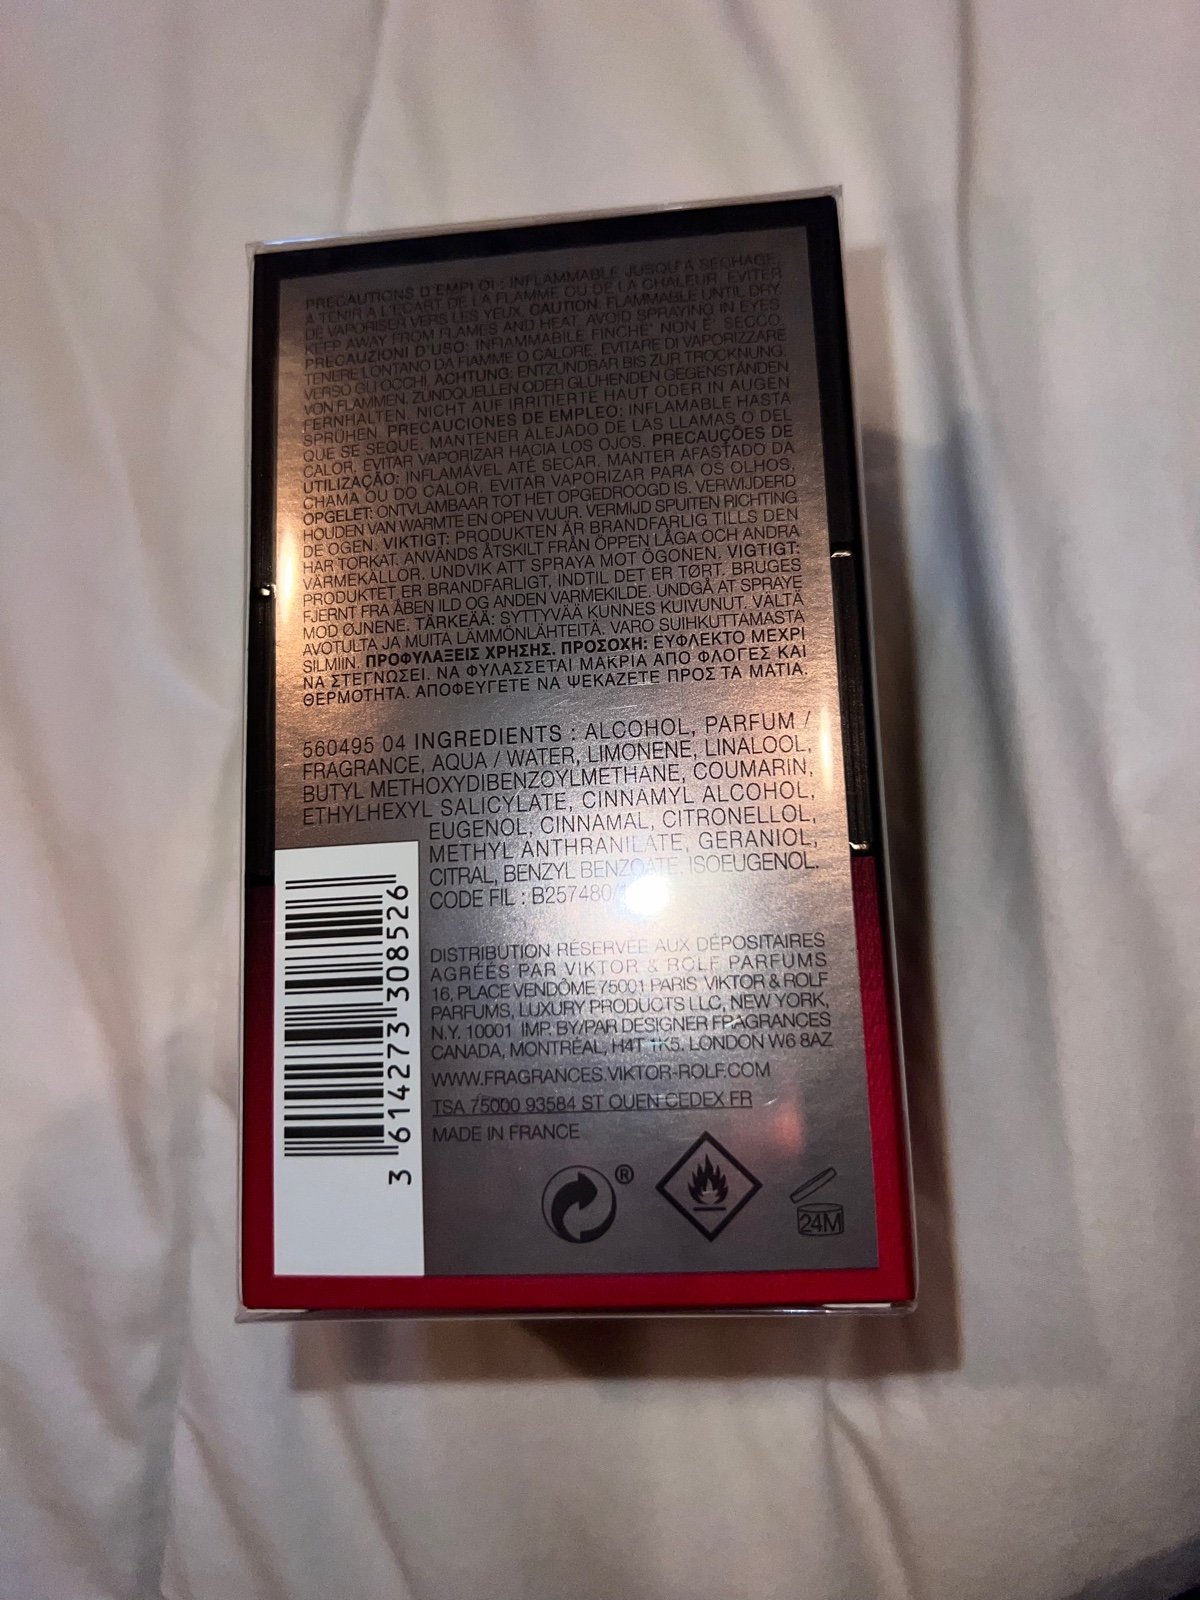 PRECAUTIONS D'EMPLOI : INFLAMMABLE JUSQU'À SECHAGE.
A TENIR A L'ECART DE LA FLAMME OU DE LA CHALEUR. EVITER
DE VAPORISER VERS LES YEUX. CAUTION: FLAMMABLE UNTIL DRY.
KEEP AWAY FROM FLAMES AND HEAT. AVOID SPRAYING IN EYES
PRECAUZIONI D'USO: INFIAMMABILE FINCHE' NON E' SECCO.
TENERE LONTANO DA FIAMME O CALORE. EVITARE DI VAPORIZZARE
VERSO GLI OCCHI. ACHTUNG: ENTZUNDBAR BIS ZUR TROCKNUNG.
VON FLAMMEN, ZUNDQUELLEN ODER GLUHENDEN GEGENSTÄNDEN
FERNHALTEN. NICHT AUF IRRITIERTE HAUT ODER IN AUGEN
SPRÜHEN. PRECAUCIONES DE EMPLEO: INFLAMABLE HASTA
QUE SE SEQUE. MANTENER ALEJADO DE LAS LLAMAS O DEL
CALOR. EVITAR VAPORIZAR HACIA LOS OJOS. PRECAUÇÕES DE
UTILIZAÇÃO: INFLAMÁVEL ATÉ SECAR. MANTER AFASTADO DA
CHAMA OU DO CALOR. EVITAR VAPORIZAR PARA OS OLHOS.
OPGELET: ONTVLAMBAAR TOT HET OPGEDROOGD IS. VERWIJDERD
HOUDEN VAN WARMTE EN OPEN VUUR. VERMIJD SPUITEN RICHTING
DE OGEN. VIKTIGT: PRODUKTEN ÄR BRANDFARLIG TILLS DEN
HAR TORKAT. ANVÄNDS ÅTSKILT FRÅN ÖPPEN LÅGA OCH ANDRA
VÄRMEKÄLLOR. UNDVIK ATT SPRAYA MOT ÖGONEN. VIGTIGT:
PRODUKTET ER BRANDFARLIGT, INDTIL DET ER TØRT. BRUGES
FJERNT FRA ÅBEN ILD OG ANDEN VARMEKILDE. UNDGÅ AT SPRAYE
MOD ØJNENE. TÄRKEÄÄ: SYTTYVÄÄ KUNNES KUIVUNUT. VÄLTÄ
AVOTULTA JA MUITA LÄMMÖNLÄHTEITÄ. VARO SUIHKUTTAMASTA
SILMIIN. ΠΡΟΦΥΛΑΞΕΙΣ ΧΡΗΣΗΣ. ΠΡΟΣΟΧΗ: ΕΥΦΛΕΚΤΟ ΜΕΧΡΙ
ΝΑ ΣΤΕΓΝΩΣΕΙ. ΝΑ ΦΥΛΑΣΣΕΤΑΙ ΜΑΚΡΙΑ ΑΠΟ ΦΛΟΓΕΣ ΚΑΙ
ΘΕΡΜΟΤΗΤΑ. ΑΠΟΦΕΥΓΕΤΕ ΝΑ ΨΕΚΑΖΕΤΕ ΠΡΟΣ ΤΑ ΜΑΤΙΑ.
560495 04 INGREDIENTS : ALCOHOL, PARFUM /
FRAGRANCE, AQUA / WATER, LIMONENE, LINALOOL,
BUTYL METHOXYDIBENZOYLMETHANE, COUMARIN,
ETHYLHEXYL SALICYLATE, CINNAMYL ALCOHOL,
EUGENOL, CINNAMAL, CITRONELLOL,
METHYL ANTHRANILATE, GERANIOL,
CITRAL, BENZYL BENZOATE, ISOEUGENOL.
CODE FIL : B257480/
DISTRIBUTION RÉSERVÉE AUX DÉPOSITAIRES
AGRÉÉS PAR VIKTOR & ROLF PARFUMS
16, PLACE VENDÔME 75001 PARIS VIKTOR & ROLF
PARFUMS, LUXURY PRODUCTS LLC, NEW YORK,
N.Y. 10001 IMP. BY/PAR DESIGNER FRAGRANCES
CANADA, MONTRÉAL, H4T 1K5. LONDON W6 8AZ
WWW.FRAGRANCES.VIKTOR-ROLF.COM
TSA 75000 93584 ST OUEN CEDEX FR
MADE IN FRANCE
3 614273 308526
®
24M